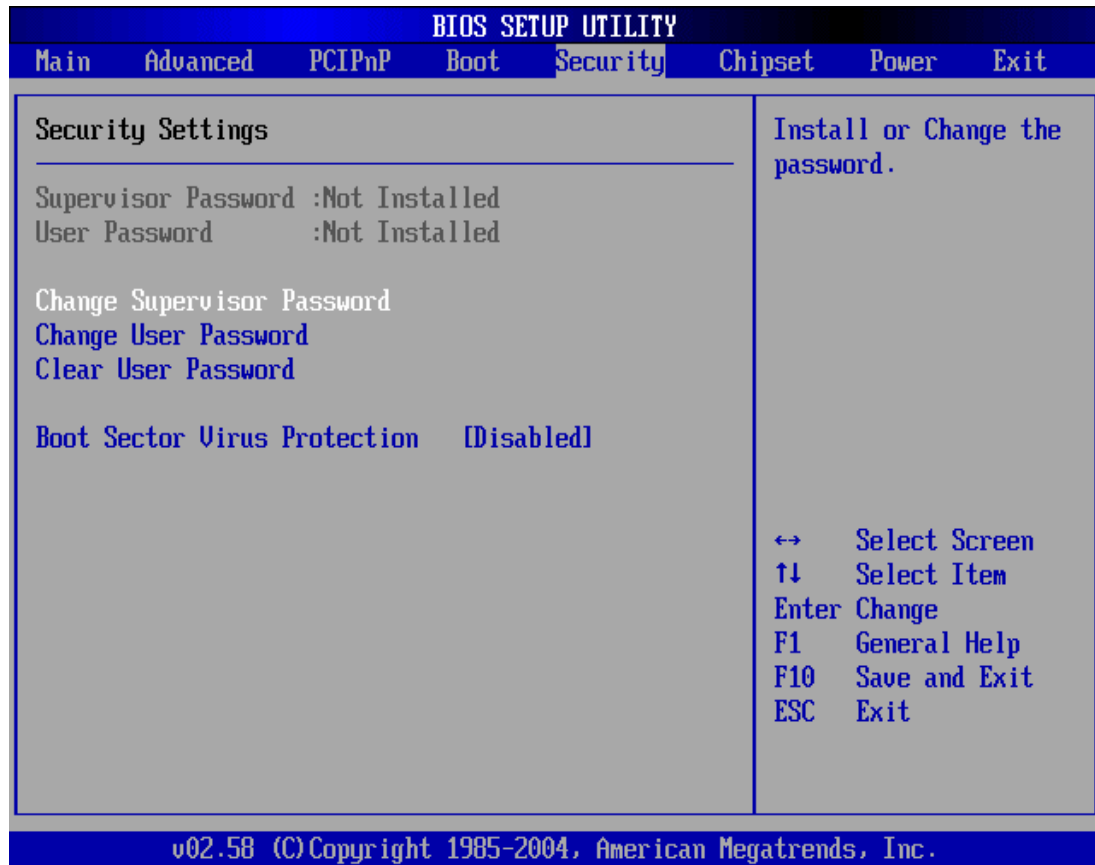 BIOS SETUP UTILITY
Main Advanced PCIPnP Boot Security Chipset Power Exit
Security Settings
Supervisor Password :Not Installed
User Password :Not Installed
Change Supervisor Password
Change User Password
Clear User Password
Boot Sector Virus Protection [Disabled]
Install or Change the
password.
↔ Select Screen
↑↓ Select Item
Enter Change
F1 General Help
F10 Save and Exit
ESC Exit
v02.58 (C)Copyright 1985-2004, American Megatrends, Inc.